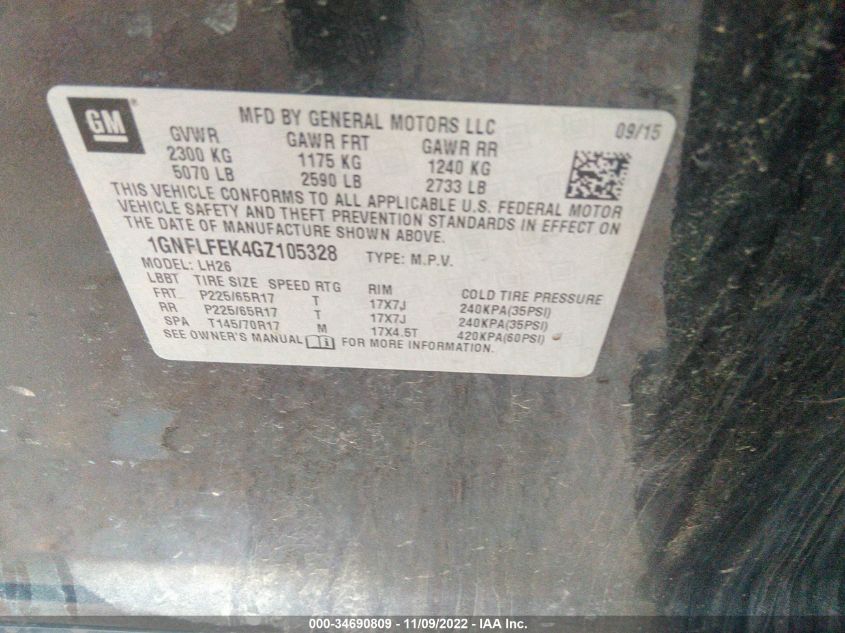 GM®
MFD BY GENERAL MOTORS LLC 09/15
GVWR GAWR FRT GAWR RR
2300 KG 1175 KG 1240 KG
5070 LB 2590 LB 2733 LB
THIS VEHICLE CONFORMS TO ALL APPLICABLE U.S. FEDERAL MOTOR
VEHICLE SAFETY AND THEFT PREVENTION STANDARDS IN EFFECT ON
THE DATE OF MANUFACTURE SHOWN ABOVE.
1GNFLFEK4GZ105328 TYPE: M.P.V.
MODEL: LH26
LBBT TIRE SIZE SPEED RTG RIM COLD TIRE PRESSURE
FRT P225/65R17 T 17X7J 240KPA(35PSI)
RR P225/65R17 T 17X7J 240KPA(35PSI)
SPA T145/70R17 M 17X4.5T 420KPA(60PSI)
SEE OWNER'S MANUAL FOR MORE INFORMATION.
000-34690809 - 11/09/2022 - IAA Inc.